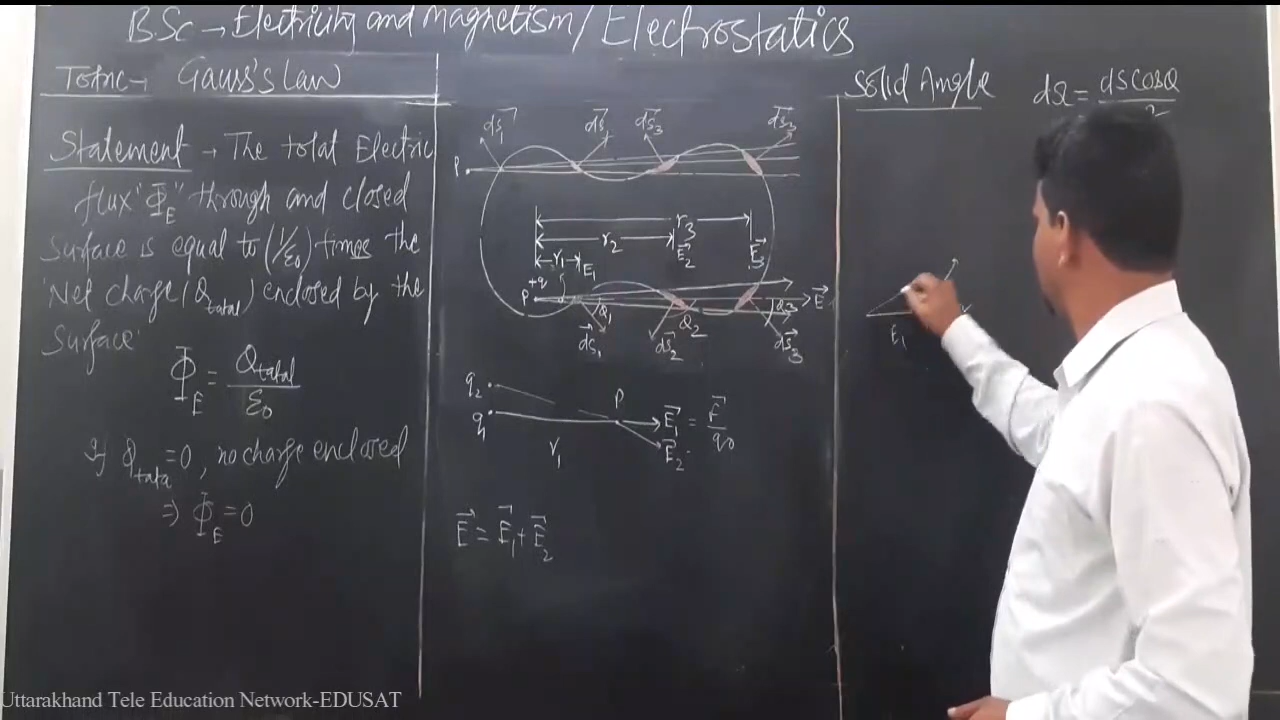 B.Sc → Electricity and magnetism / Electrostatics
Topic → Gauss's Law
Statement → The total Electric
flux "Φ_E" through and closed
Surface is equal to (1/ε0) times the
Net charge (Q_total) enclosed by the
Surface
Φ_E = Q_total / ε0
If Q_total = 0, no charge enclosed
⇒ Φ_E = 0
ds1 ds ds3 ds3
P
r3
r2 E2 E3
r1 E1
+q
P θ1 θ2 θ3 E
ds1 ds2 ds3
q2 P
q1 E1 = F / q0
r1 E2
E = E1 + E2
Solid Angle dΩ = ds cosθ
E1
Uttarakhand Tele Education Network-EDUSAT